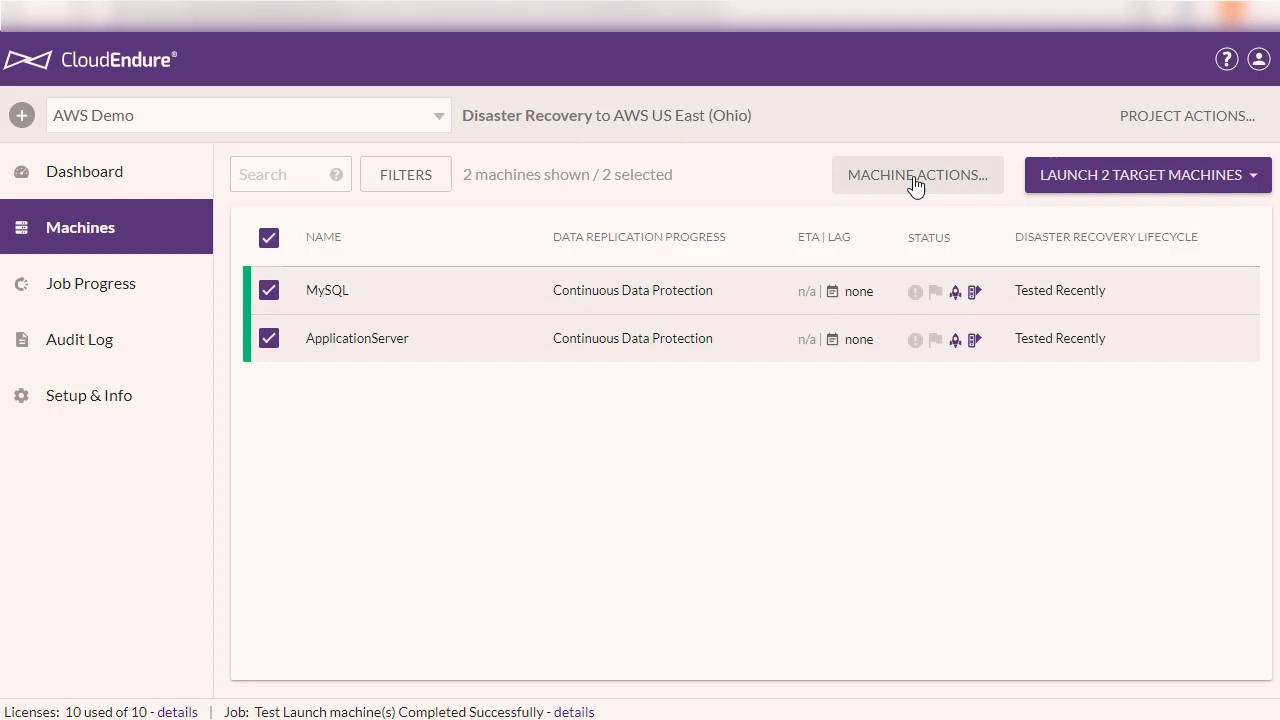 CloudEndure®
?
+ AWS Demo
Disaster Recovery to AWS US East (Ohio)
PROJECT ACTIONS...
Dashboard
Machines
Job Progress
Audit Log
Setup & Info
Search ?
FILTERS
2 machines shown / 2 selected
MACHINE ACTIONS...
LAUNCH 2 TARGET MACHINES
NAME DATA REPLICATION PROGRESS ETA | LAG STATUS DISASTER RECOVERY LIFECYCLE
MySQL Continuous Data Protection n/a | none Tested Recently
ApplicationServer Continuous Data Protection n/a | none Tested Recently
Licenses: 10 used of 10 - details | Job: Test Launch machine(s) Completed Successfully - details